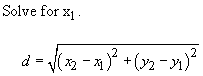 Solve for x₁.
d = √((x₂ − x₁)² + (y₂ − y₁)²)